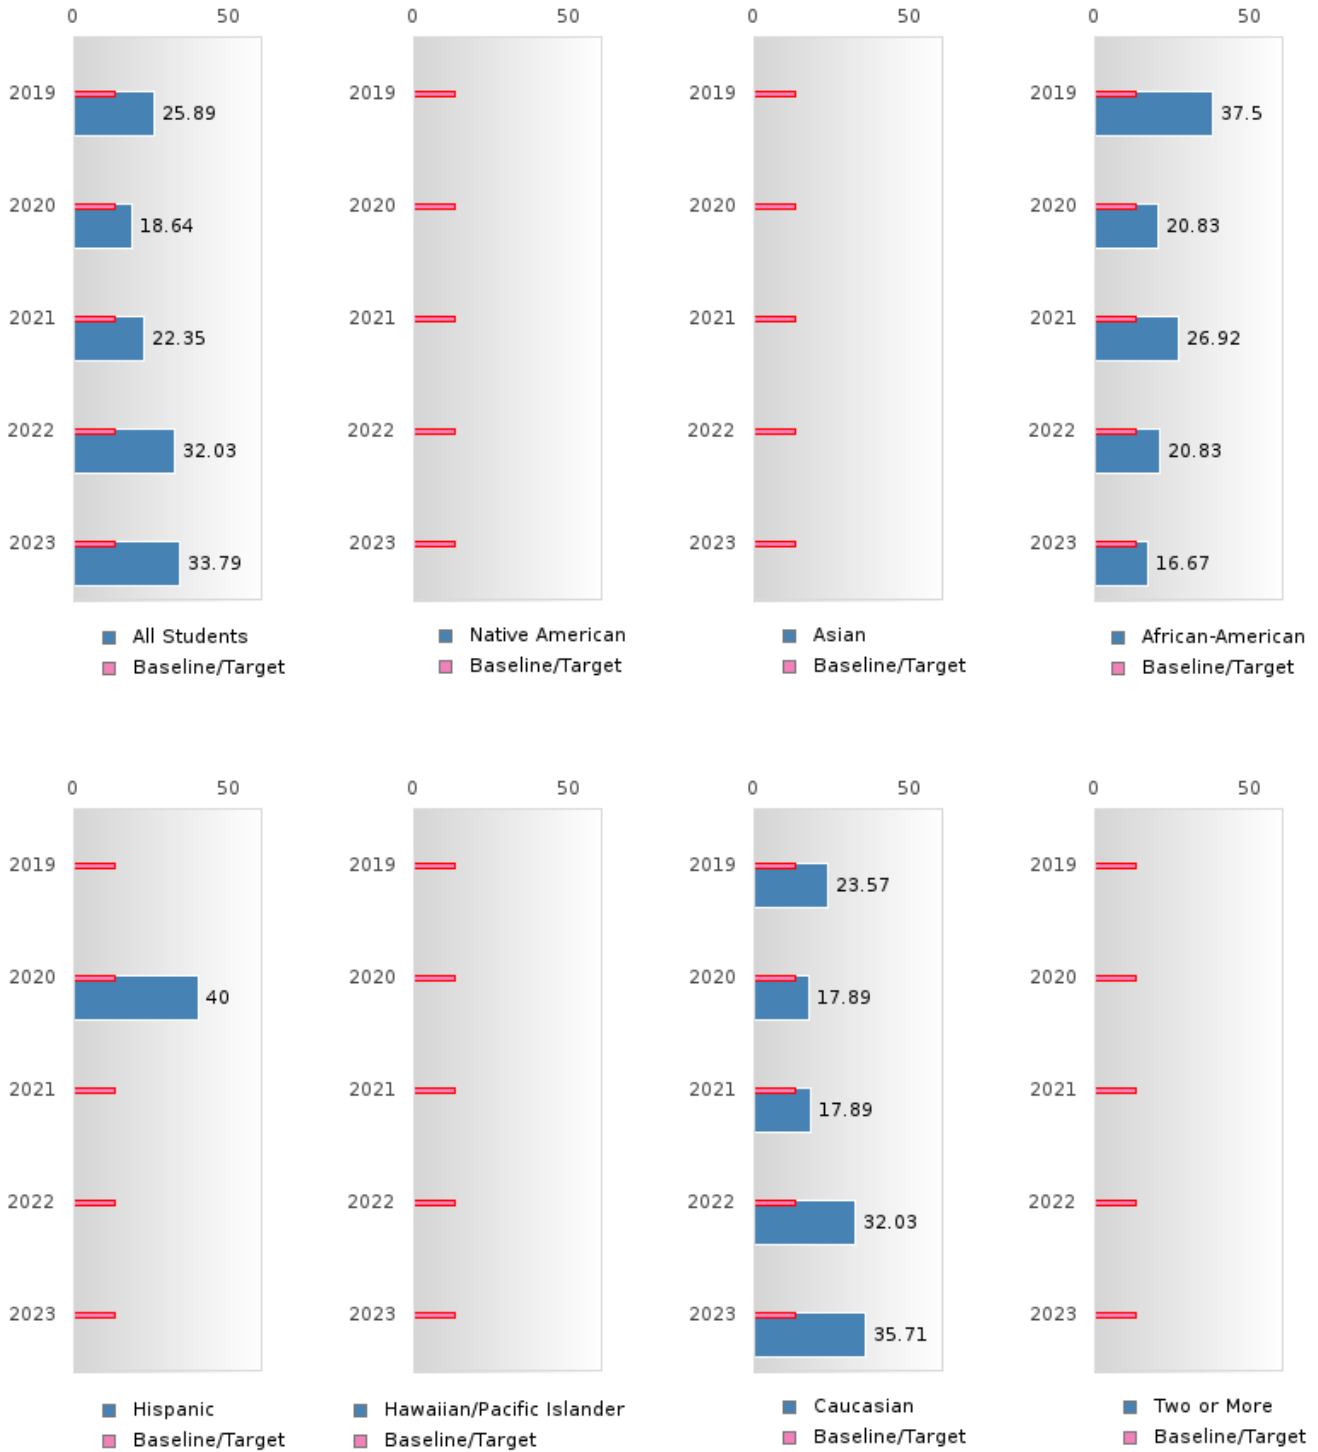 0 50 0 50 0 50 0 50
2019 25.89 2019 2019 2019 37.5
2020 18.64 2020 2020 2020 20.83
2021 22.35 2021 2021 2021 26.92
2022 32.03 2022 2022 2022 20.83
2023 33.79 2023 2023 2023 16.67
All Students Native American Asian African-American
Baseline/Target Baseline/Target Baseline/Target Baseline/Target
0 50 0 50 0 50 0 50
2019 2019 2019 23.57 2019
2020 40 2020 2020 17.89 2020
2021 2021 2021 17.89 2021
2022 2022 2022 32.03 2022
2023 2023 2023 35.71 2023
Hispanic Hawaiian/Pacific Islander Caucasian Two or More
Baseline/Target Baseline/Target Baseline/Target Baseline/Target